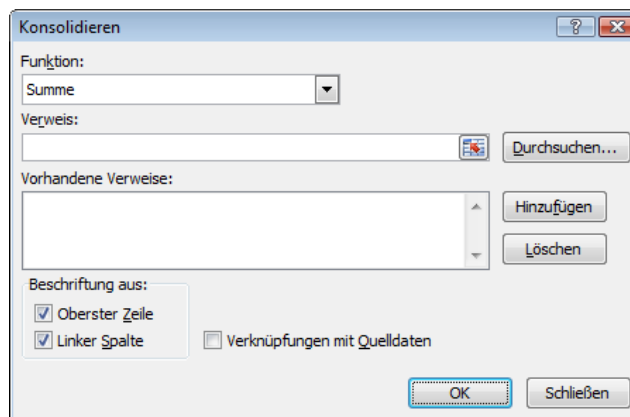 Konsolidieren
Funktion:
Summe
Verweis:
Durchsuchen...
Vorhandene Verweise:
Hinzufügen
Löschen
Beschriftung aus:
Oberster Zeile
Linker Spalte
Verknüpfungen mit Quelldaten
OK
Schließen